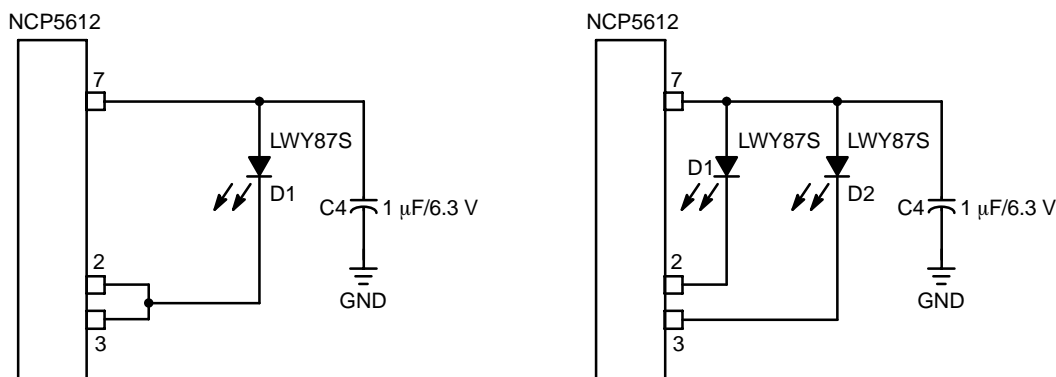 NCP5612
7
LWY87S
D1
C4
1 μF/6.3 V
2
GND
3
NCP5612
7
D1
LWY87S
LWY87S
D2
C4
1 μF/6.3 V
2
GND
3